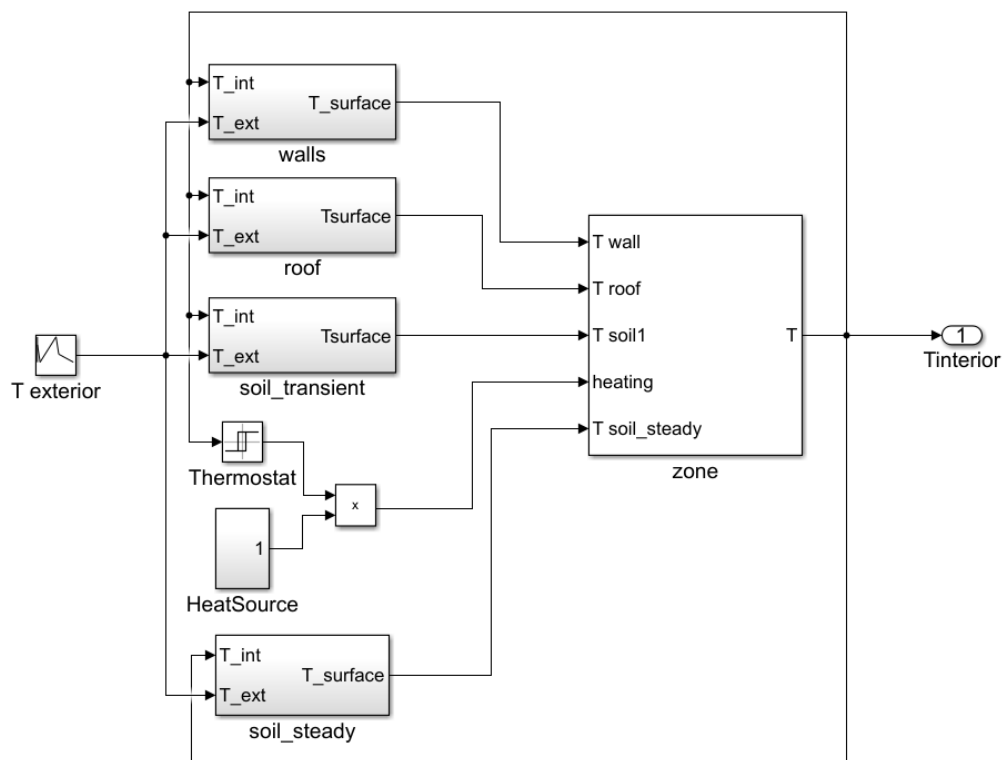 T_int
T_surface
T_ext
walls
T_int
Tsurface
T_ext
roof
T_int
Tsurface
T_ext
soil_transient
T exterior
Thermostat
x
1
HeatSource
T_int
T_surface
T_ext
soil_steady
T wall
T roof
T soil1
heating
T soil_steady
T
zone
1
Tinterior